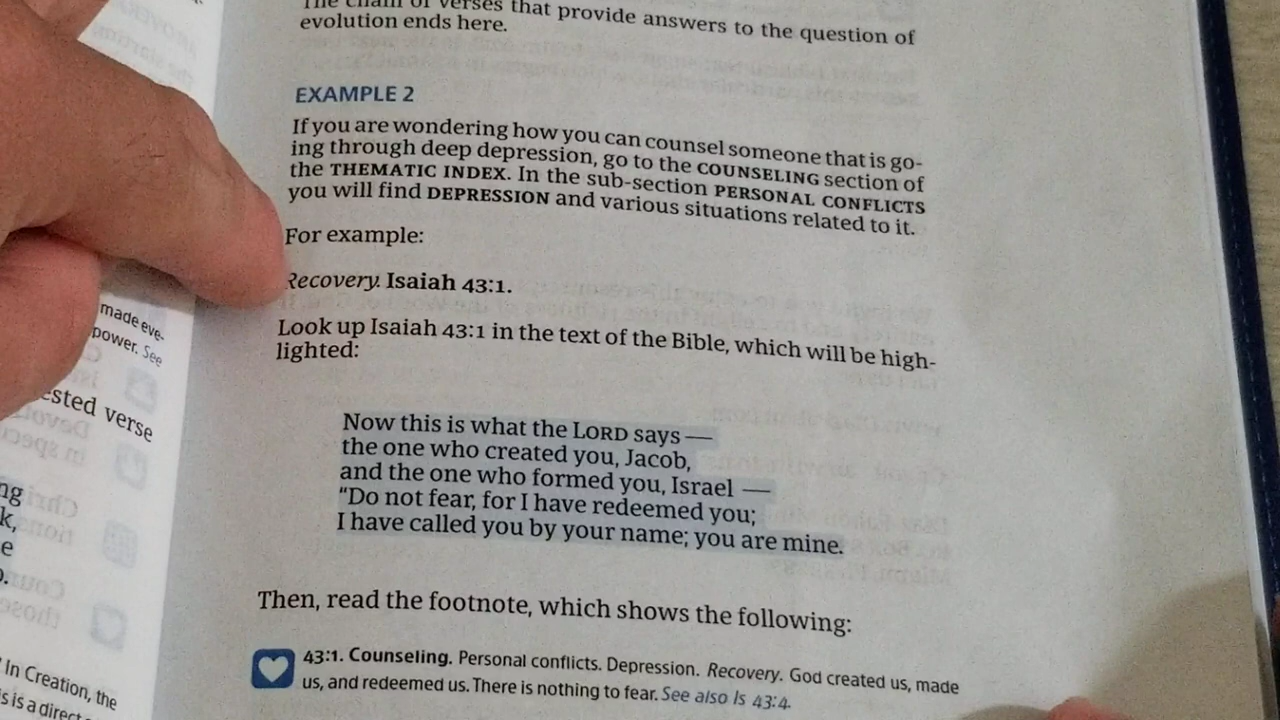 made eve-
power. See
ested verse
In Creation, the
The chain of verses that provide answers to the question of
evolution ends here.
EXAMPLE 2
If you are wondering how you can counsel someone that is go-
ing through deep depression, go to the COUNSELING section of
the THEMATIC INDEX. In the sub-section PERSONAL CONFLICTS
you will find DEPRESSION and various situations related to it.
For example:
Recovery. Isaiah 43:1.
Look up Isaiah 43:1 in the text of the Bible, which will be high-
lighted:
Now this is what the LORD says —
the one who created you, Jacob,
and the one who formed you, Israel —
“Do not fear, for I have redeemed you;
I have called you by your name; you are mine.
Then, read the footnote, which shows the following:
43:1. Counseling. Personal conflicts. Depression. Recovery. God created us, made
us, and redeemed us. There is nothing to fear. See also Is 43:4.